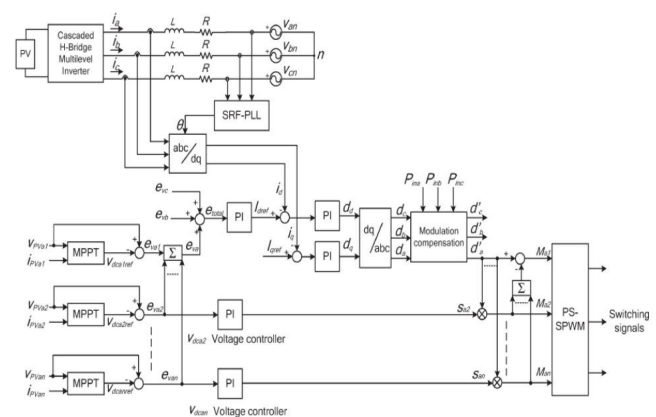 PV
Cascaded
H-Bridge
Multilevel
Inverter
i_a
i_b
i_c
L
R
L
R
L
R
v_an
v_bn
v_cn
n
SRF-PLL
θ
abc
dq
i_d
i_q
e_vc
e_vb
e_va
e_total
PI
I_dref
I_qref
PI
PI
d_d
d_q
dq
abc
d_c
d_b
d_a
P_ina
P_inb
P_inc
Modulation
compensation
d'_c
d'_b
d'_a
v_PVa1
i_PVa1
MPPT
v_dca1ref
e_va1
Σ
v_PVa2
i_PVa2
MPPT
v_dca2ref
e_va2
PI
v_dca2 Voltage controller
s_a2
v_PVan
i_PVan
MPPT
v_dcavref
e_van
PI
v_dcan Voltage controller
s_an
Σ
M_a1
M_a2
M_an
PS-
SPWM
Switching
signals